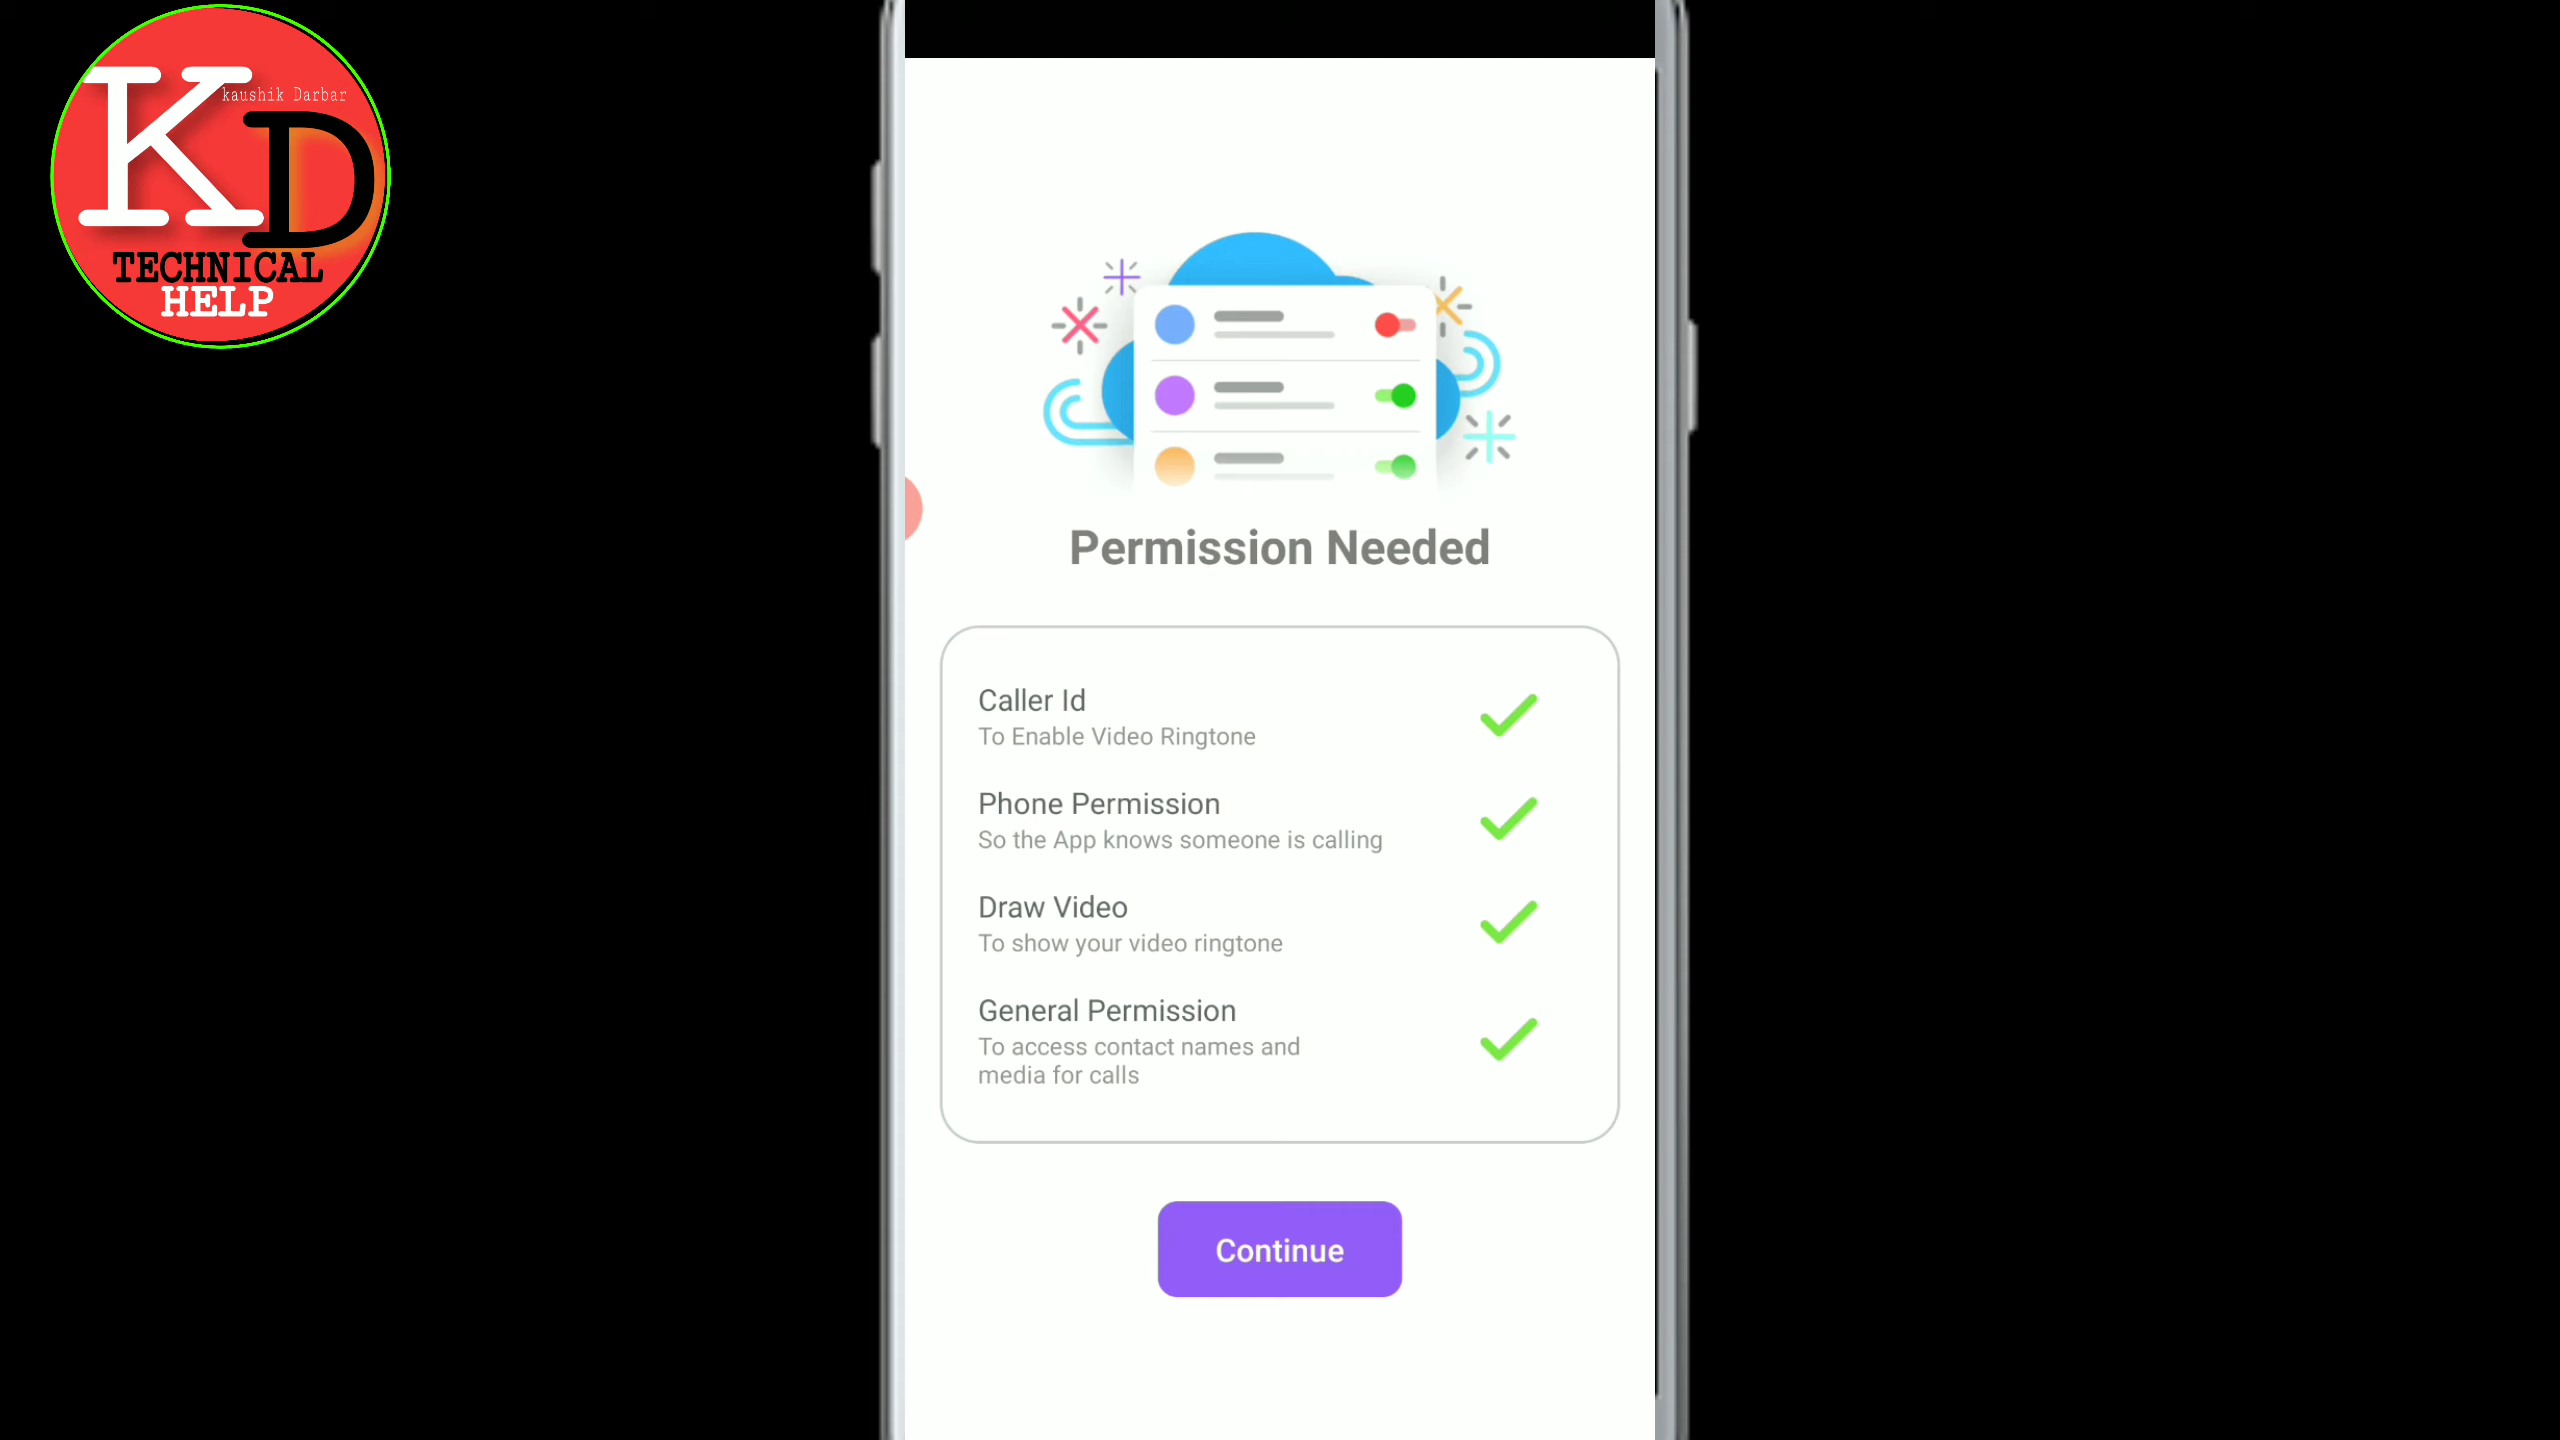 kaushik Darbar
KD
TECHNICAL
HELP
Permission Needed
Caller Id
To Enable Video Ringtone
Phone Permission
So the App knows someone is calling
Draw Video
To show your video ringtone
General Permission
To access contact names and
media for calls
Continue